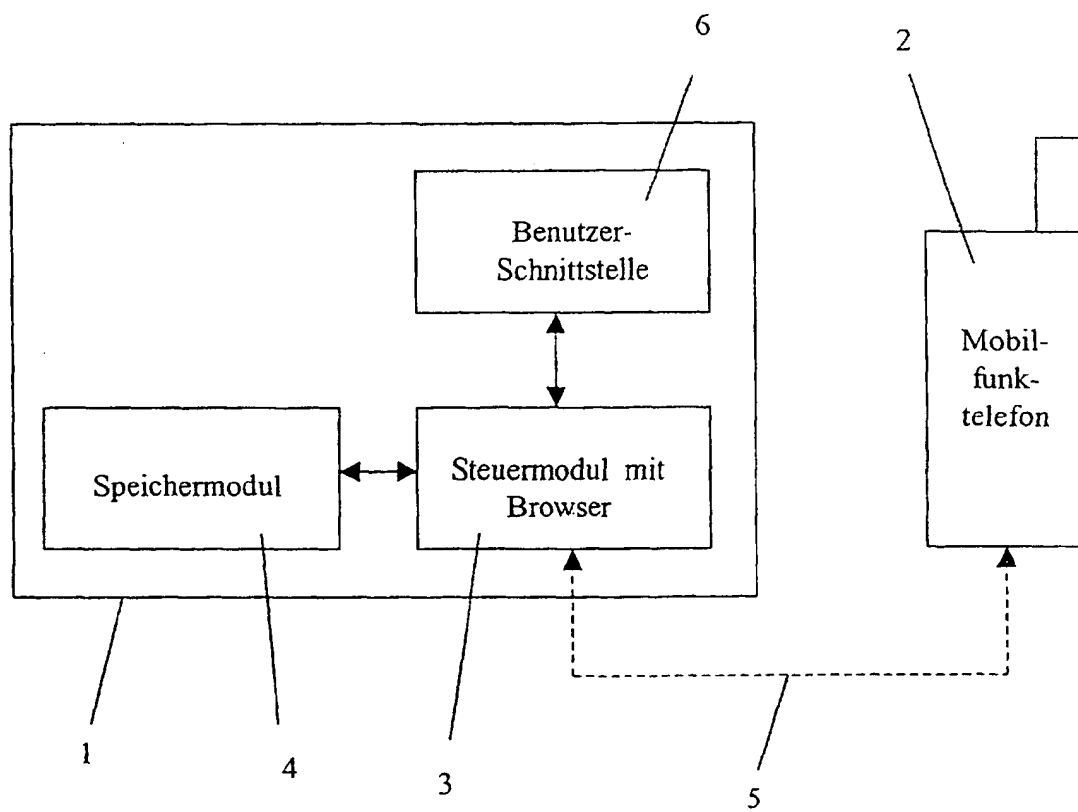 6
2
Benutzer-
Schnittstelle
Mobil-
funk-
telefon
Speichermodul
Steuermodul mit
Browser
1
4
3
5